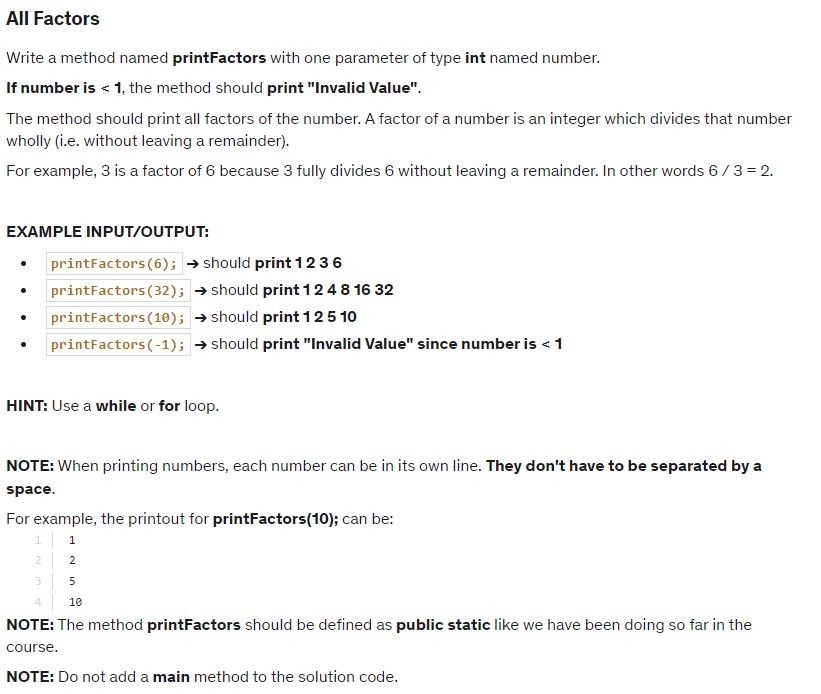 All Factors
Write a method named printFactors with one parameter of type int named number.
If number is < 1, the method should print "Invalid Value".
The method should print all factors of the number. A factor of a number is an integer which divides that number
wholly (i.e. without leaving a remainder).
For example, 3 is a factor of 6 because 3 fully divides 6 without leaving a remainder. In other words 6 / 3 = 2.
EXAMPLE INPUT/OUTPUT:
• printFactors(6); → should print 1 2 3 6
• printFactors(32); → should print 1 2 4 8 16 32
• printFactors(10); → should print 1 2 5 10
• printFactors(-1); → should print "Invalid Value" since number is < 1
HINT: Use a while or for loop.
NOTE: When printing numbers, each number can be in its own line. They don't have to be separated by a
space.
For example, the printout for printFactors(10); can be:
1 1
2 2
3 5
4 10
NOTE: The method printFactors should be defined as public static like we have been doing so far in the
course.
NOTE: Do not add a main method to the solution code.